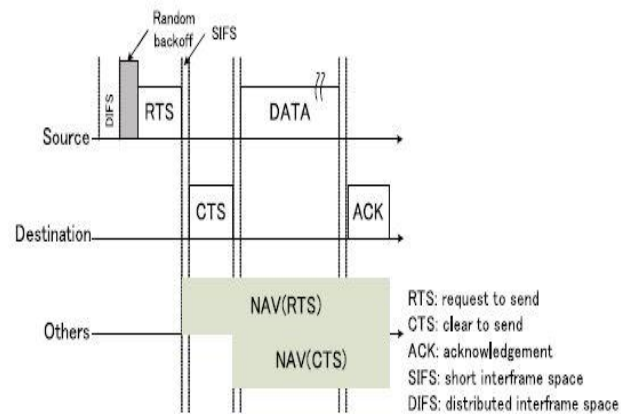 Random
backoff
SIFS
DIFS
RTS
DATA
Source
CTS
ACK
Destination
NAV(RTS)
Others
NAV(CTS)
RTS: request to send
CTS: clear to send
ACK: acknowledgement
SIFS: short interframe space
DIFS: distributed interframe space